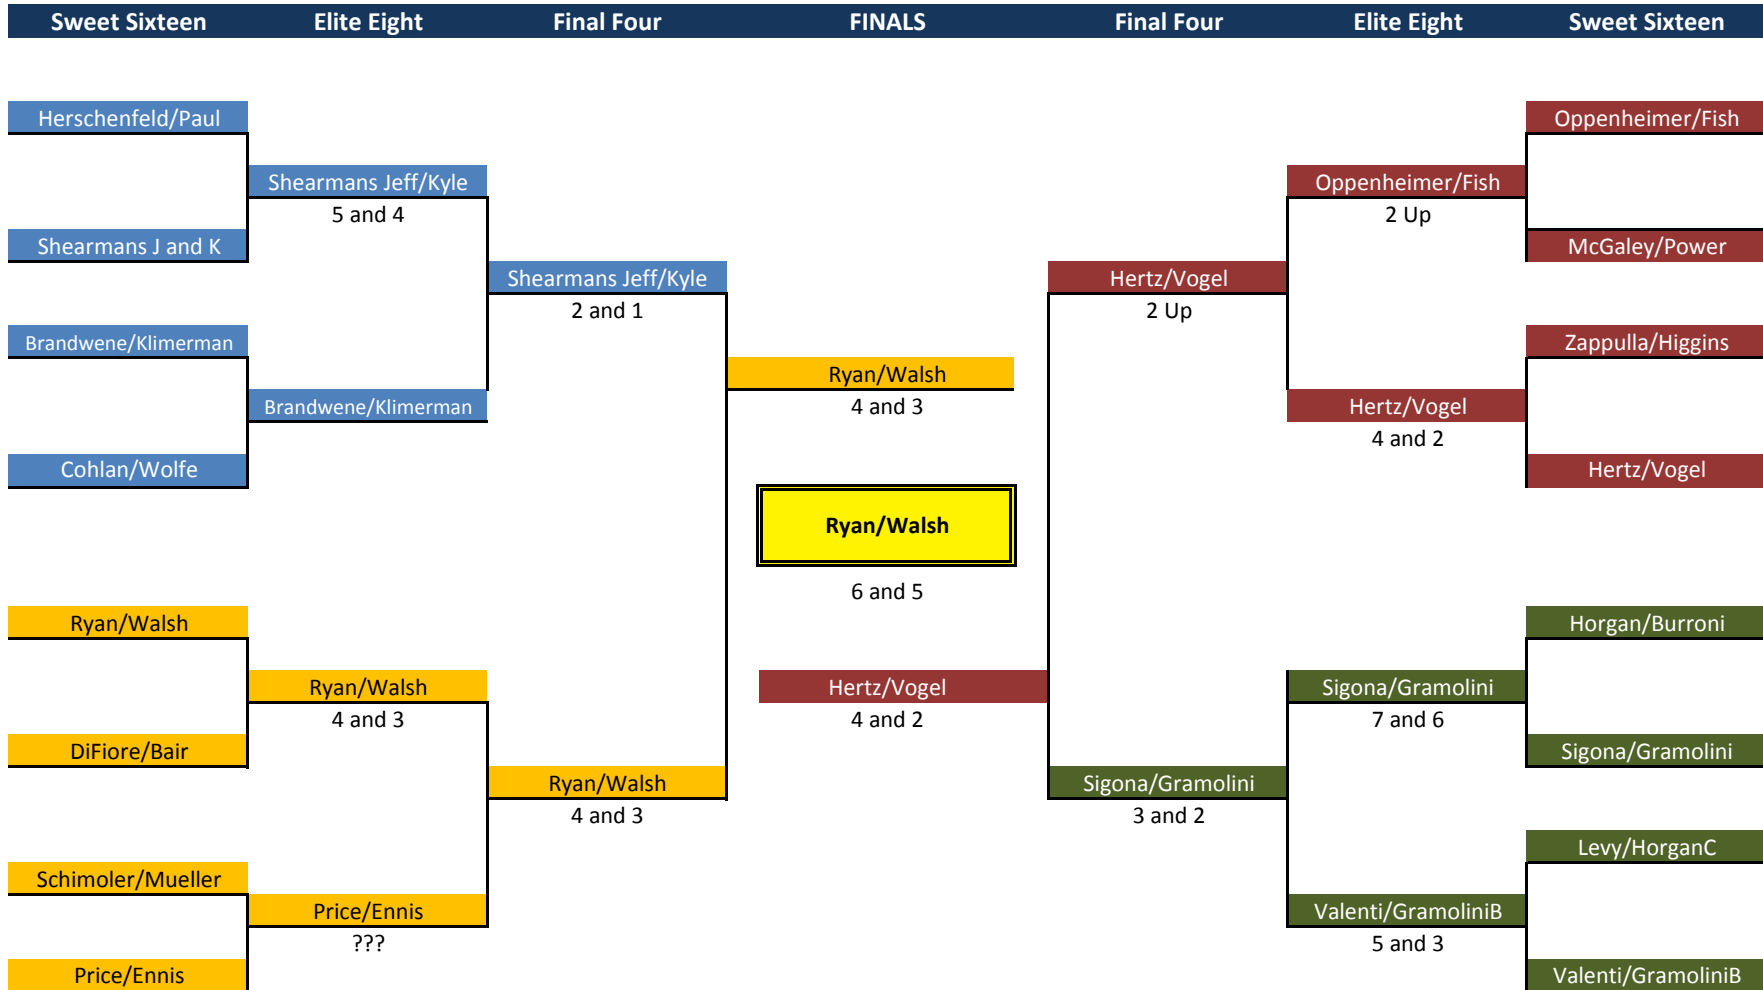 Sweet Sixteen Elite Eight Final Four FINALS Final Four Elite Eight Sweet Sixteen
Herschenfeld/Paul Oppenheimer/Fish
Shearmans Jeff/Kyle Oppenheimer/Fish
5 and 4 2 Up
Shearmans J and K McGaley/Power
Shearmans Jeff/Kyle Hertz/Vogel
2 and 1 2 Up
Brandwene/Klimerman Zappulla/Higgins
Ryan/Walsh
Brandwene/Klimerman 4 and 3 Hertz/Vogel
4 and 2
Cohlan/Wolfe Hertz/Vogel
Ryan/Walsh
6 and 5
Ryan/Walsh Horgan/Burroni
Ryan/Walsh Hertz/Vogel Sigona/Gramolini
4 and 3 4 and 2 7 and 6
DiFiore/Bair Sigona/Gramolini
Ryan/Walsh Sigona/Gramolini
4 and 3 3 and 2
Levy/HorganC
Schimoler/Mueller
Price/Ennis Valenti/GramoliniB
??? 5 and 3
Price/Ennis Valenti/GramoliniB